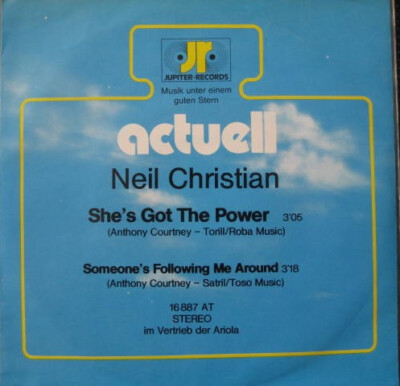 jr
JUPITER-RECORDS
Musik unter einem
guten Stern
actuell
Neil Christian
She's Got The Power 3'05
(Anthony Courtney – Torill/Roba Music)
Someone's Following Me Around 3'18
(Anthony Courtney – Satril/Toso Music)
16 887 AT
STEREO
im Vertrieb der Ariola